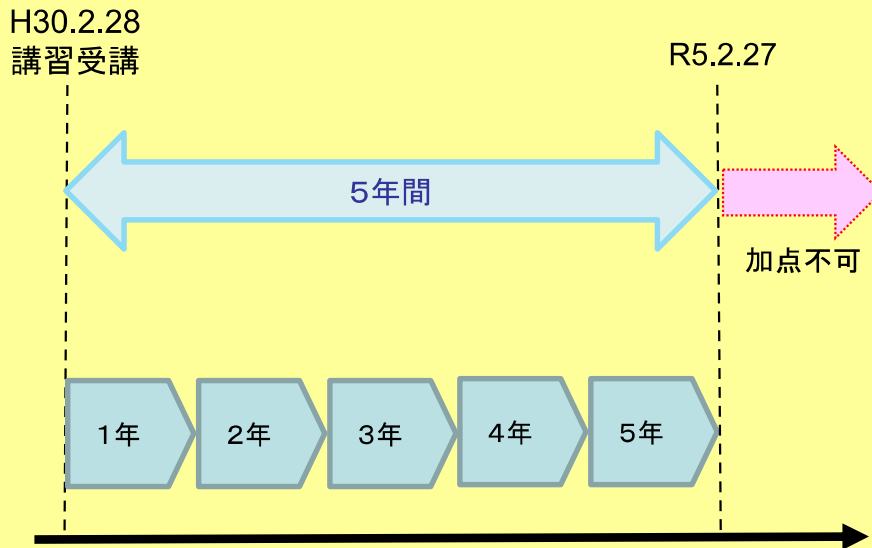 H30.2.28
講習受講
R5.2.27
5年間
加点不可
1年
2年
3年
4年
5年